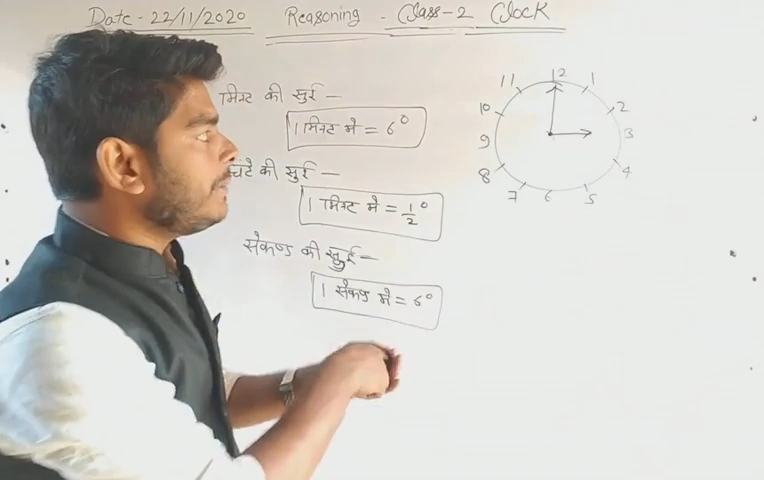 Date - 22/11/2020 Reasoning - Class-2 Clock
मिनट की सुई —
1 मिनट मे = 6°
घंटे की सुई —
1 मिनट मे = 1/2°
सेकण्ड की सुई —
1 सेकण्ड मे = 6°
12
11 1
10 2
9 3
8 4
7 6 5